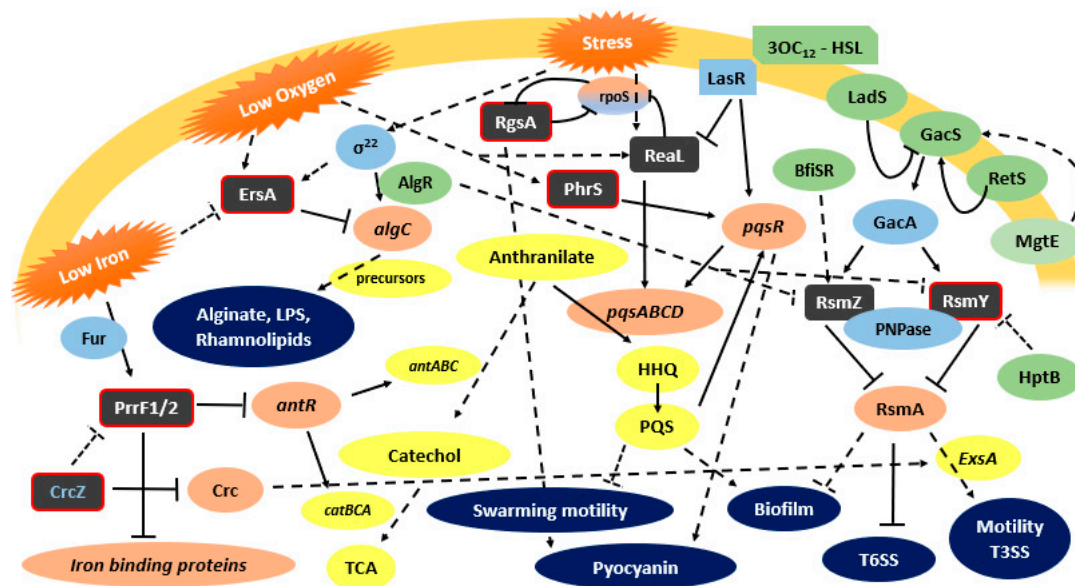 Stress
3OC₁₂ - HSL
Low Oxygen
rpoS
LasR
LadS
RgsA
GacS
σ²²
ReaL
BfiSR
RetS
ErsA
AlgR
PhrS
algC
pqsR
GacA
MgtE
Low Iron
Anthranilate
precursors
RsmZ
RsmY
Alginate, LPS,
Rhamnolipids
pqsABCD
PNPase
Fur
antABC
HHQ
HptB
PrrF1/2
antR
PQS
RsmA
Catechol
ExsA
CrcZ
Crc
catBCA
Swarming motility
Biofilm
Motility
T3SS
Iron binding proteins
TCA
Pyocyanin
T6SS